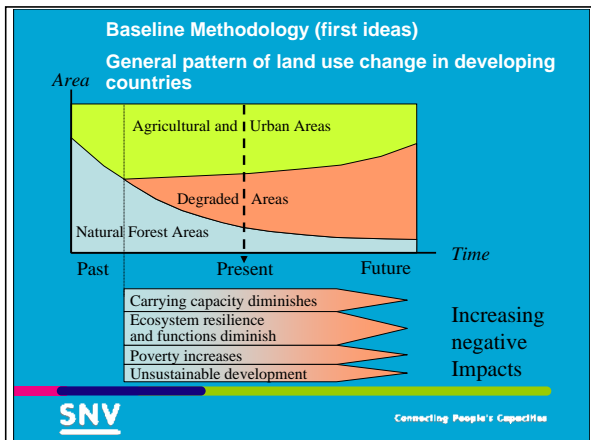 Baseline Methodology (first ideas)
General pattern of land use change in developing
countries
Area
Agricultural and Urban Areas
Degraded Areas
Natural Forest Areas
Time
Past Present Future
Carrying capacity diminishes
Ecosystem resilience
and functions diminish
Poverty increases
Unsustainable development
Increasing
negative
Impacts
SNV
Connecting People's Capacities